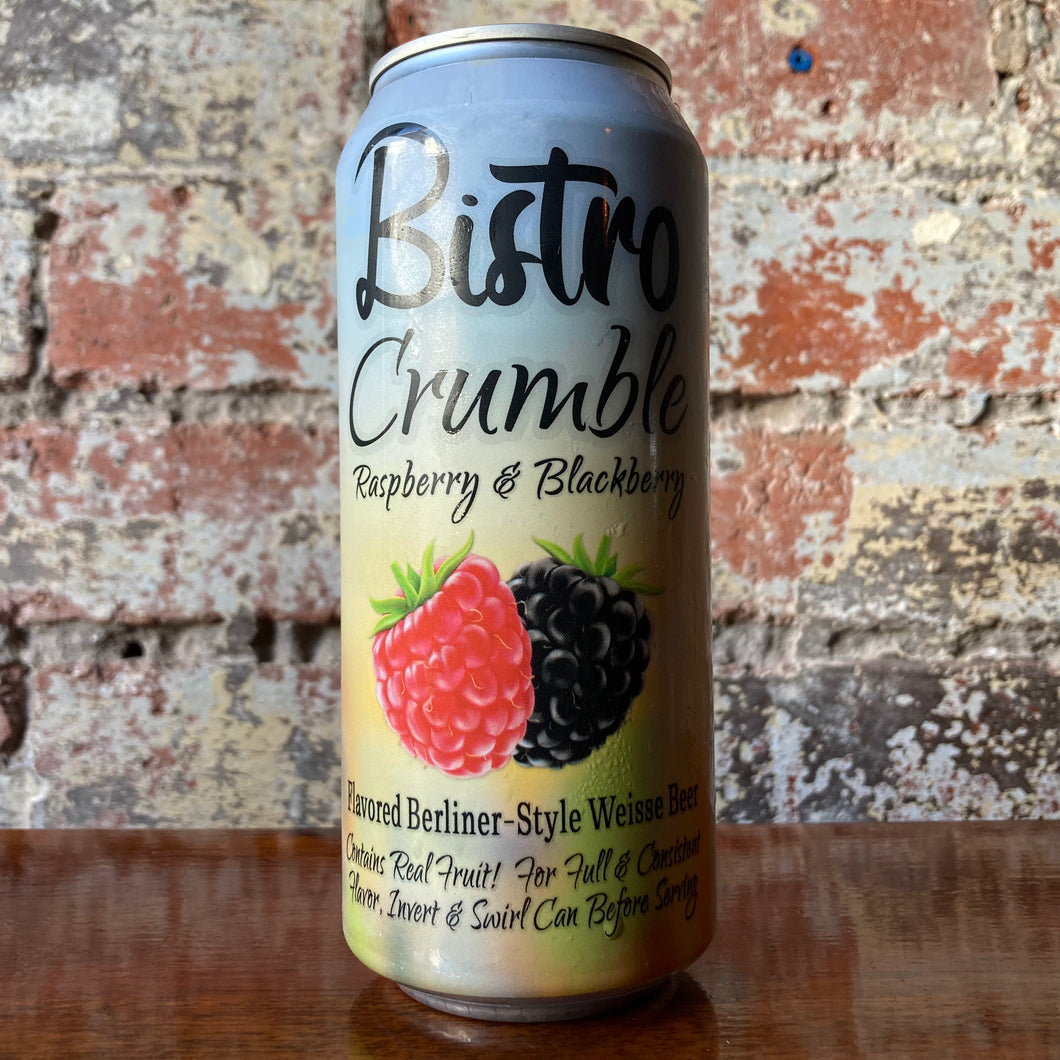 Bistro
Crumble
Raspberry & Blackberry
Flavored Berliner-Style Weisse Beer
Contains Real Fruit! For Full & Consistent
Flavor, Invert & Swirl Can Before Serving